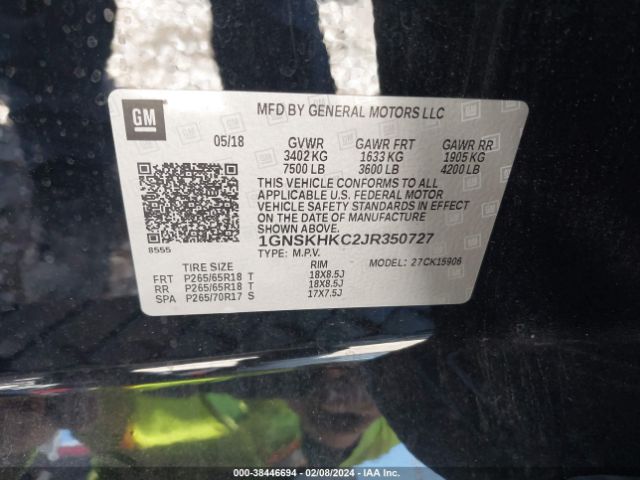 GM
MFD BY GENERAL MOTORS LLC
05/18 GVWR GAWR FRT GAWR RR
3402 KG 1633 KG 1905 KG
7500 LB 3600 LB 4200 LB
THIS VEHICLE CONFORMS TO ALL
APPLICABLE U.S. FEDERAL MOTOR
VEHICLE SAFETY STANDARDS IN EFFECT
ON THE DATE OF MANUFACTURE
SHOWN ABOVE.
8555
1GNSKHKC2JR350727
TYPE: M.P.V. MODEL: 27CK15906
TIRE SIZE RIM
FRT P265/65R18 T 18X8.5J
RR P265/65R18 T 18X8.5J
SPA P265/70R17 S 17X7.5J
000-38446694 - 02/08/2024 - IAA Inc.